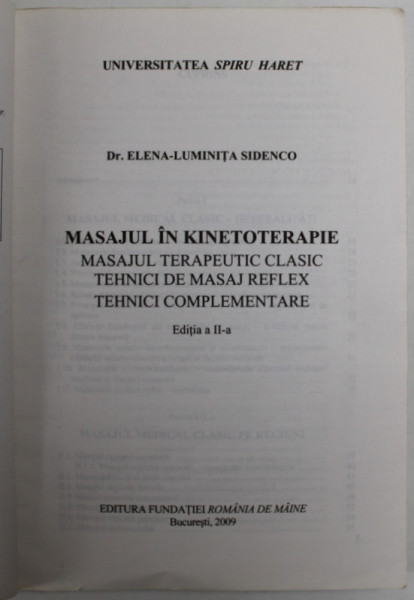 UNIVERSITATEA SPIRU HARET
Dr. ELENA-LUMINIȚA SIDENCO
MASAJUL ÎN KINETOTERAPIE
MASAJUL TERAPEUTIC CLASIC
TEHNICI DE MASAJ REFLEX
TEHNICI COMPLEMENTARE
Ediția a II-a
EDITURA FUNDAȚIEI ROMÂNIA DE MÂINE
București, 2009